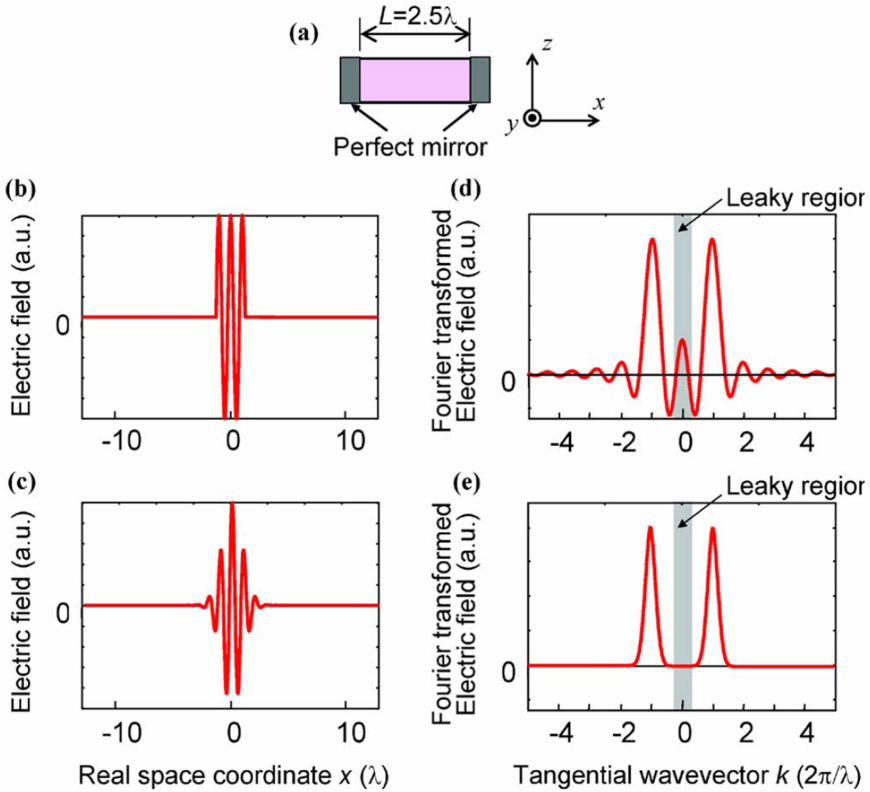 (a)
L=2.5λ
z
x
y
Perfect mirror
(b)
Electric field (a.u.)
0
-10
0
10
(d)
Leaky region
Fourier transformed
Electric field (a.u.)
0
-4
-2
0
2
4
(c)
Electric field (a.u.)
0
-10
0
10
Real space coordinate x (λ)
(e)
Leaky region
Fourier transformed
Electric field (a.u.)
0
-4
-2
0
2
4
Tangential wavevector k (2π/λ)